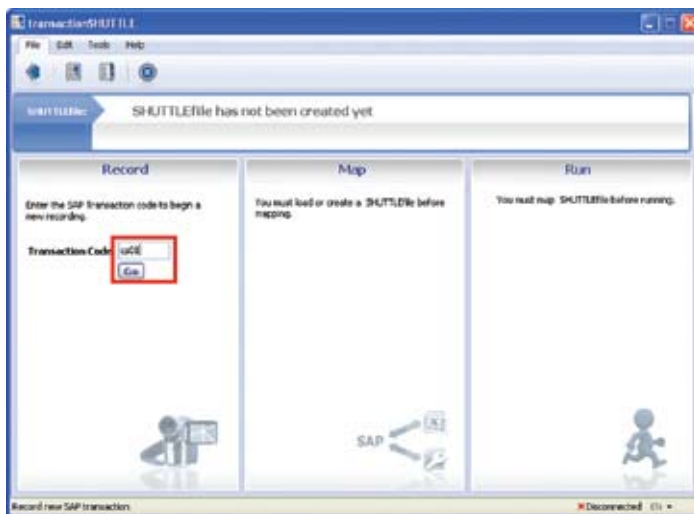 transactionSHUTTLE
File Edit Tools Help
SHUTTLEfile:
SHUTTLEfile has not been created yet
Record
Enter the SAP Transaction code to begin a
new recording.
Transaction Code
Go
Map
You must load or create a SHUTTLEfile before
mapping.
SAP
Run
You must map SHUTTLEfile before running.
Record new SAP transaction
Disconnected EN